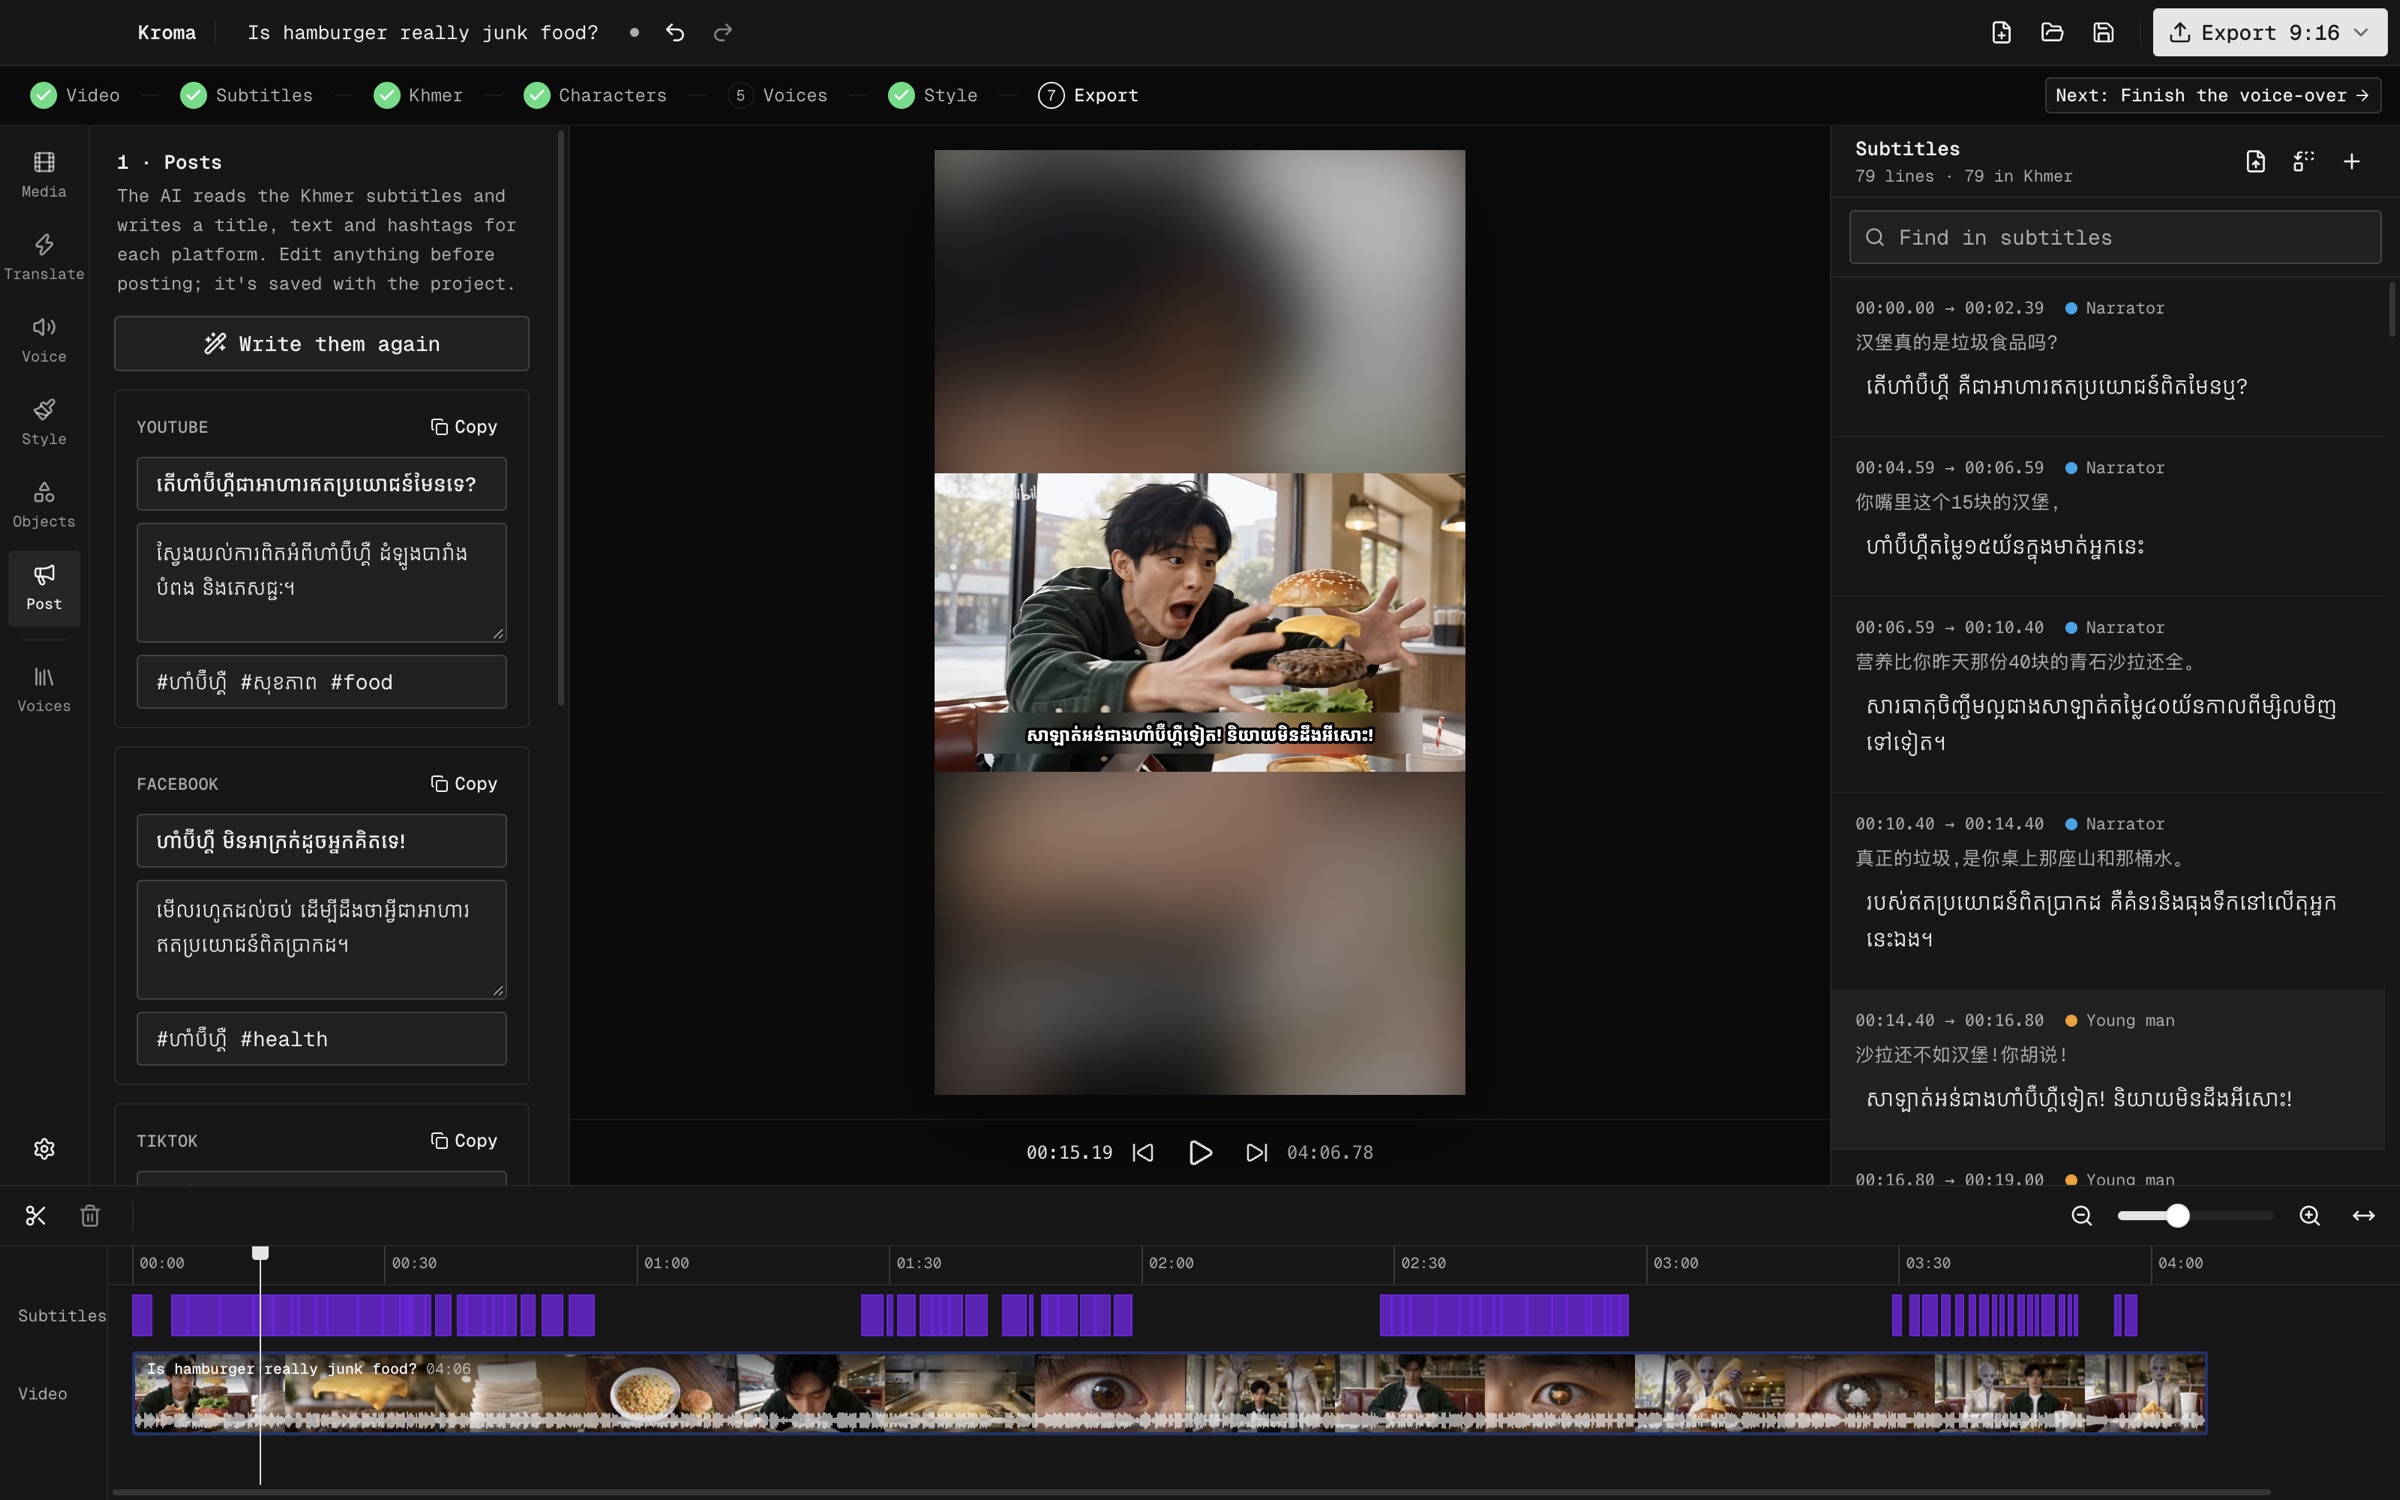 Kroma
Is hamburger really junk food?
Export 9:16
Video
Subtitles
Khmer
Characters
5 Voices
Style
7 Export
Next: Finish the voice-over →
Media
Translate
Voice
Style
Objects
Post
Voices
1 · Posts
The AI reads the Khmer subtitles and
writes a title, text and hashtags for
each platform. Edit anything before
posting; it's saved with the project.
Write them again
YOUTUBE
Copy
តើហាំប៊ឺហ្គឺជាអាហារឥតប្រយោជន៍មែនទេ?
ស្វែងយល់ការពិតអំពីហាំប៊ឺហ្គឺ ដំឡូងបារាំង
បំពង និងភេសជ្ជៈ។
#ហាំប៊ឺហ្គឺ #សុខភាព #food
FACEBOOK
Copy
ហាំប៊ឺហ្គឺ មិនអាក្រក់ដូចអ្នកគិតទេ!
មើលរហូតដល់ចប់ ដើម្បីដឹងថាអ្វីជាអាហារ
ឥតប្រយោជន៍ពិតប្រាកដ។
#ហាំប៊ឺហ្គឺ #health
TIKTOK
Copy
សាឡាត់អន់ជាងហាំប៊ឺហ្គឺទៀត! និយាយមិនដឹងអីសោះ!
00:15.19
04:06.78
Subtitles
79 lines · 79 in Khmer
Find in subtitles
00:00.00 → 00:02.39 Narrator
汉堡真的是垃圾食品吗?
តើហាំប៊ឺហ្គឺ គឺជាអាហារឥតប្រយោជន៍ពិតមែនឬ?
00:04.59 → 00:06.59 Narrator
你嘴里这个15块的汉堡,
ហាំប៊ឺហ្គឺតម្លៃ១៥យ័នក្នុងមាត់អ្នកនេះ
00:06.59 → 00:10.40 Narrator
营养比你昨天那份40块的青石沙拉还全。
សារធាតុចិញ្ចឹមល្អជាងសាឡាត់តម្លៃ៤០យ័នកាលពីម្សិលមិញ
ទៅទៀត។
00:10.40 → 00:14.40 Narrator
真正的垃圾,是你桌上那座山和那桶水。
របស់ឥតប្រយោជន៍ពិតប្រាកដ គឺគំនរនិងធុងទឹកនៅលើតុអ្នក
នេះឯង។
00:14.40 → 00:16.80 Young man
沙拉还不如汉堡!你胡说!
សាឡាត់អន់ជាងហាំប៊ឺហ្គឺទៀត! និយាយមិនដឹងអីសោះ!
00:16.80 → 00:19.00 Young man
00:00
00:30
01:00
01:30
02:00
02:30
03:00
03:30
04:00
Subtitles
Is hamburger really junk food? 04:06
Video